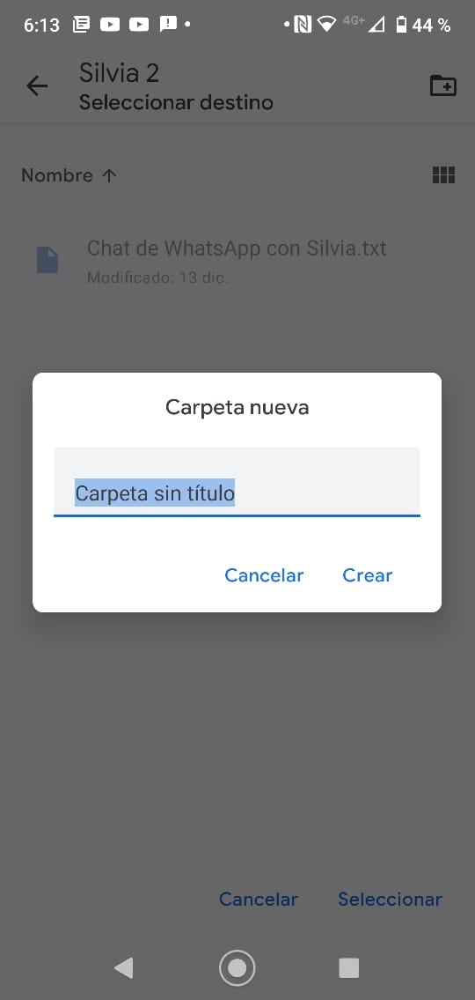 6:13 4G+ 44 %
Silvia 2
Seleccionar destino
Nombre
Chat de WhatsApp con Silvia.txt
Modificado: 13 dic.
Carpeta nueva
Carpeta sin título
Cancelar Crear
Cancelar Seleccionar